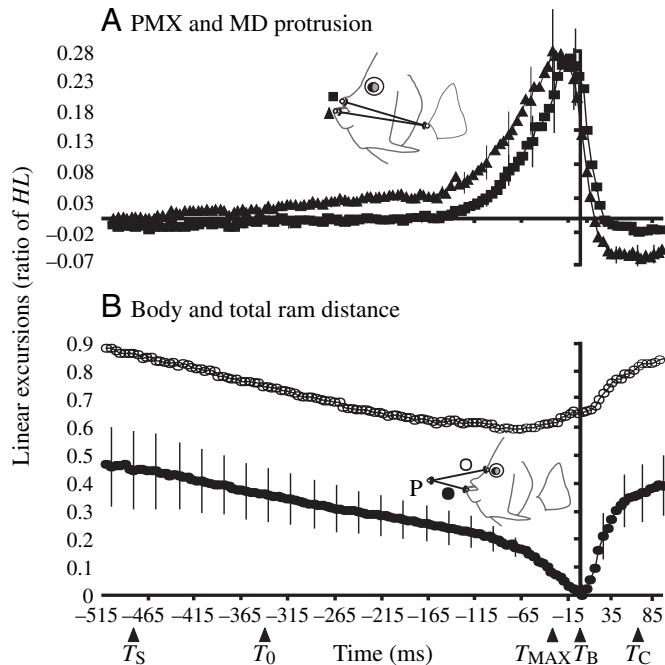 A PMX and MD protrusion
0.28
0.23
0.18
0.13
0.03
−0.02
−0.07
Linear excursions (ratio of HL)
B Body and total ram distance
0.9
0.8
0.7
0.6
0.5
0.4
0.3
0.2
0.1
0
P
−515 −465 −415 −365 −315 −265 −215 −165 −115 −65 −15 35 85
TS T0 Time (ms) TMAX TB TC